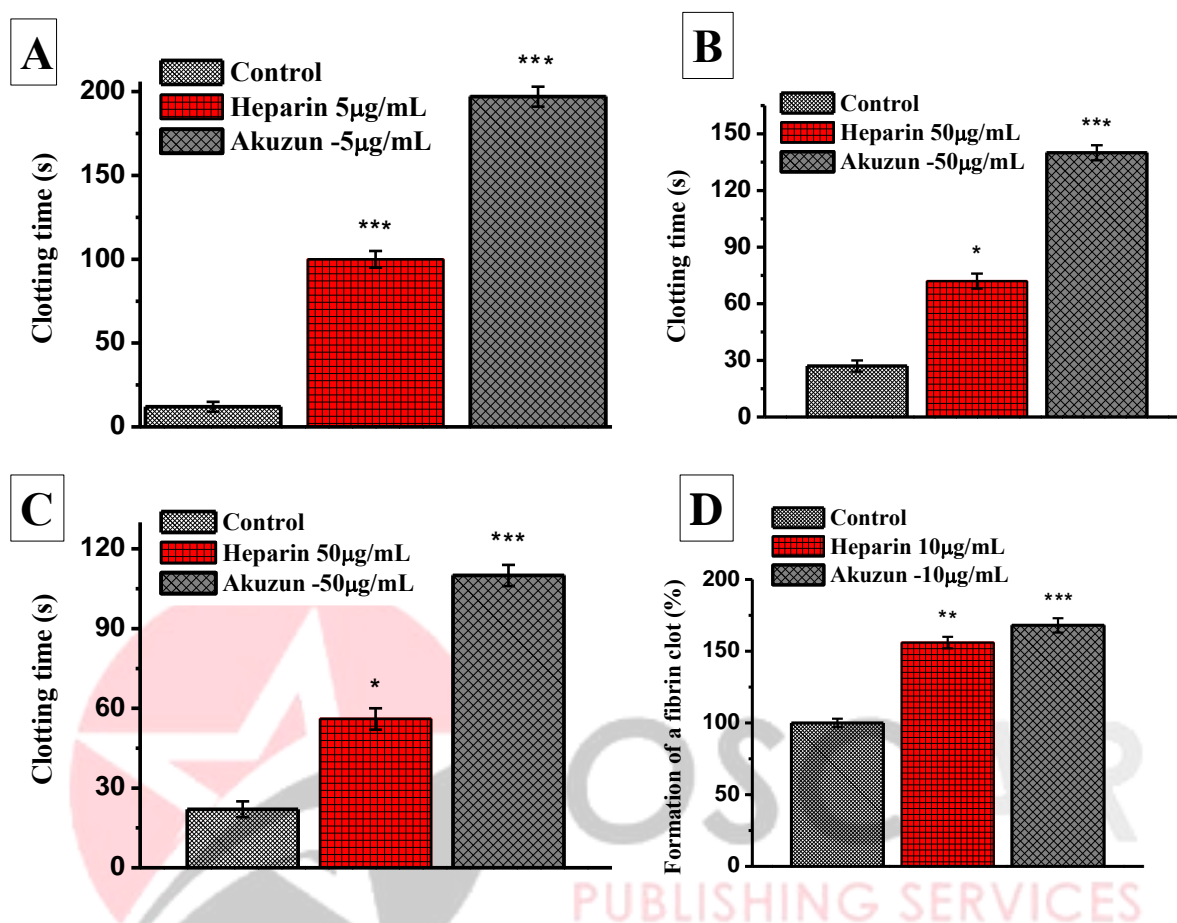 A
Control
Heparin 5μg/mL
Akuzun -5μg/mL
***
***
200
150
100
50
0
Clotting time (s)
B
Control
Heparin 50μg/mL
Akuzun -50μg/mL
***
*
150
120
90
60
30
0
Clotting time (s)
C
Control
Heparin 50μg/mL
Akuzun -50μg/mL
***
*
120
90
60
30
0
Clotting time (s)
D
Control
Heparin 10μg/mL
Akuzun -10μg/mL
**
***
200
150
100
50
0
Formation of a fibrin clot (%)
OSCAR
PUBLISHING SERVICES